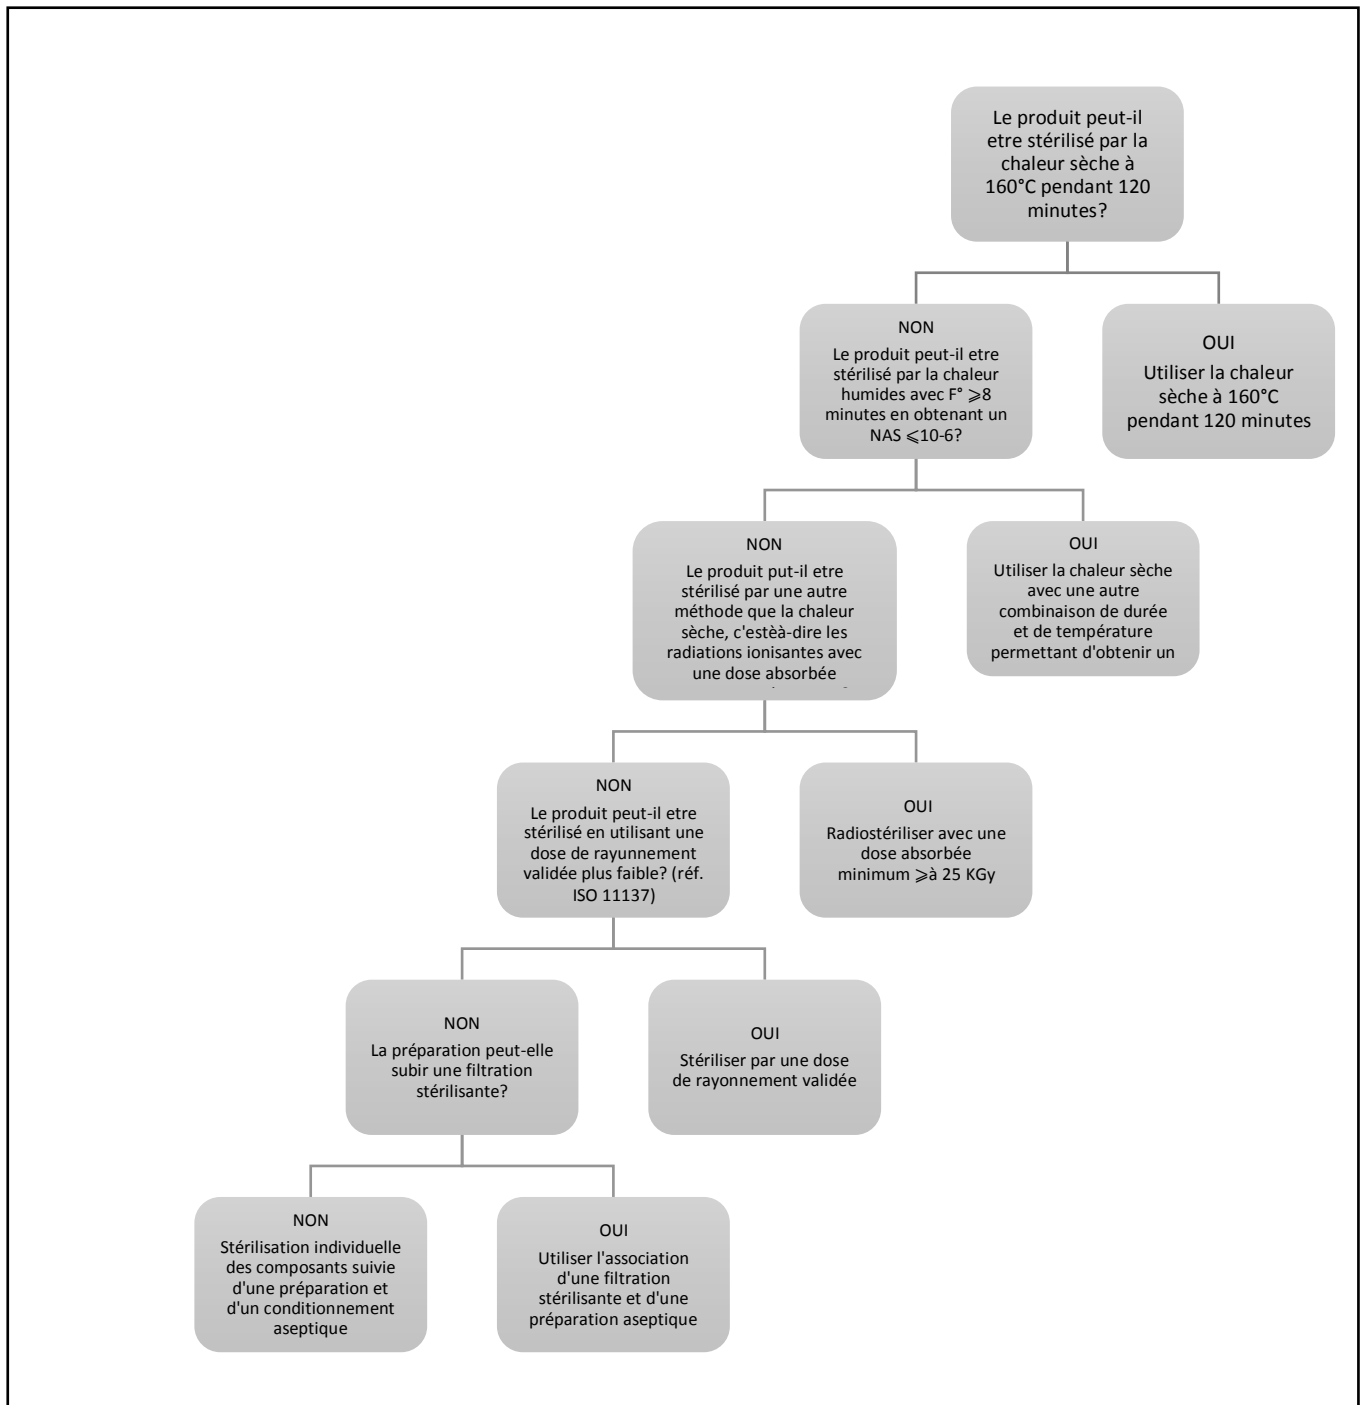 Le produit peut-il
etre stérilisé par la
chaleur sèche à
160°C pendant 120
minutes?
NON
Le produit peut-il etre
stérilisé par la chaleur
humides avec F° ⩾8
minutes en obtenant un
NAS ⩽10-6?
OUI
Utiliser la chaleur
sèche à 160°C
pendant 120 minutes
NON
Le produit put-il etre
stérilisé par une autre
méthode que la chaleur
sèche, c'estèà-dire les
radiations ionisantes avec
une dose absorbée
OUI
Utiliser la chaleur sèche
avec une autre
combinaison de durée
et de température
permettant d'obtenir un
NON
Le produit peut-il etre
stérilisé en utilisant une
dose de rayunnement
validée plus faible? (réf.
ISO 11137)
OUI
Radiostériliser avec une
dose absorbée
minimum ⩾à 25 KGy
NON
La préparation peut-elle
subir une filtration
stérilisante?
OUI
Stériliser par une dose
de rayonnement validée
NON
Stérilisation individuelle
des composants suivie
d'une préparation et
d'un conditionnement
aseptique
OUI
Utiliser l'association
d'une filtration
stérilisante et d'une
préparation aseptique